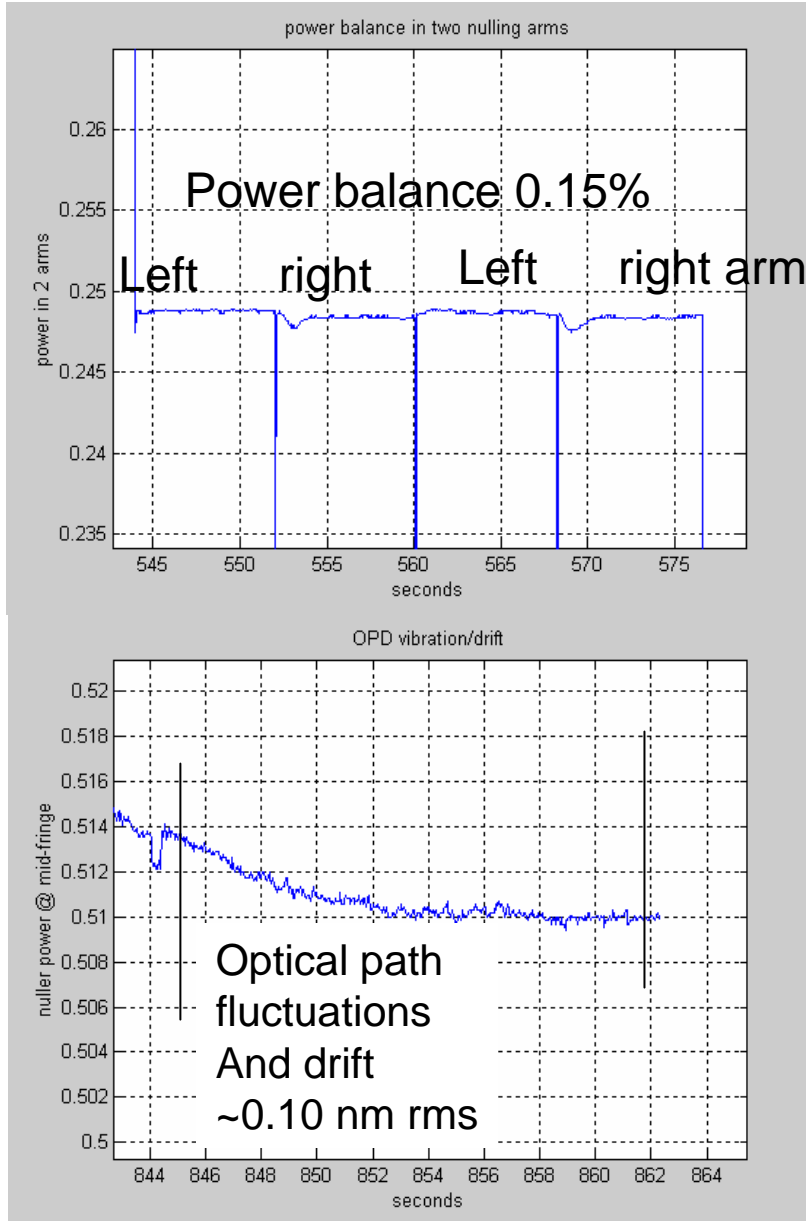 power balance in two nulling arms
0.26
Power balance 0.15%
0.255
Left right Left right arm
0.25
0.245
0.24
0.235
power in 2 arms
545 550 555 560 565 570 575
seconds
OPD vibration/drift
0.52
0.518
0.516
0.514
0.512
0.51
0.508
0.506
0.504
0.502
0.5
nuller power @ mid-fringe
Optical path
fluctuations
And drift
~0.10 nm rms
844 846 848 850 852 854 856 858 860 862 864
seconds